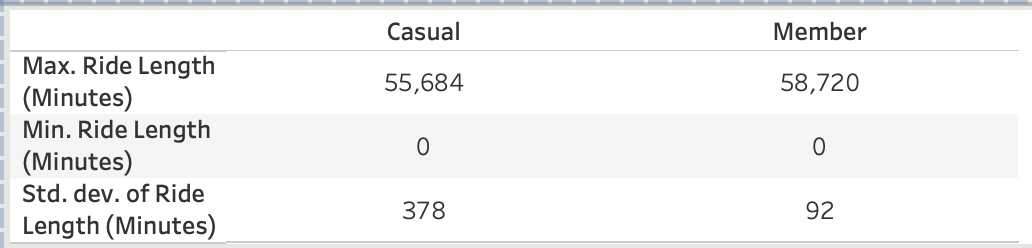 Casual Member
Max. Ride Length
(Minutes)
55,684 58,720
Min. Ride Length
(Minutes)
0 0
Std. dev. of Ride
Length (Minutes)
378 92